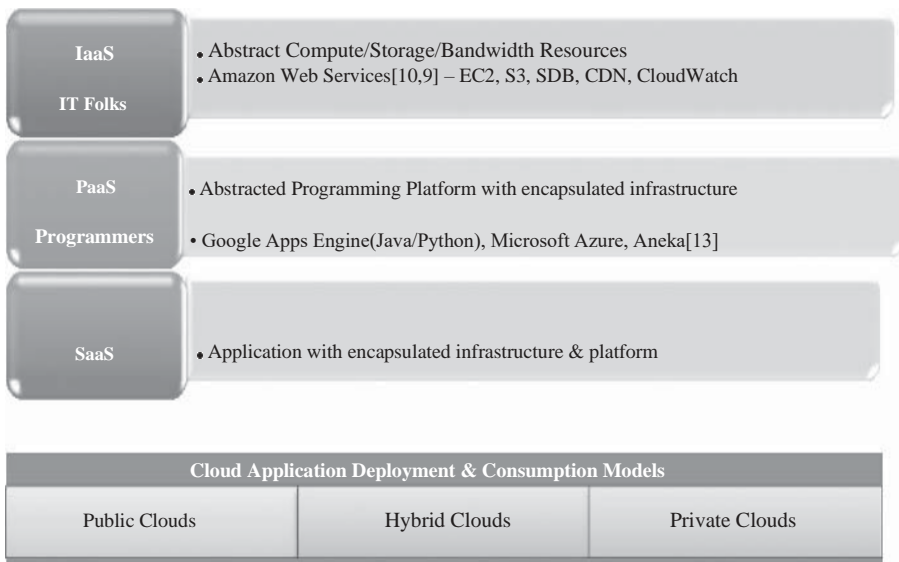 IaaS
IT Folks
• Abstract Compute/Storage/Bandwidth Resources
• Amazon Web Services[10,9] – EC2, S3, SDB, CDN, CloudWatch
PaaS
Programmers
• Abstracted Programming Platform with encapsulated infrastructure
• Google Apps Engine(Java/Python), Microsoft Azure, Aneka[13]
SaaS
• Application with encapsulated infrastructure & platform
Cloud Application Deployment & Consumption Models
Public Clouds
Hybrid Clouds
Private Clouds